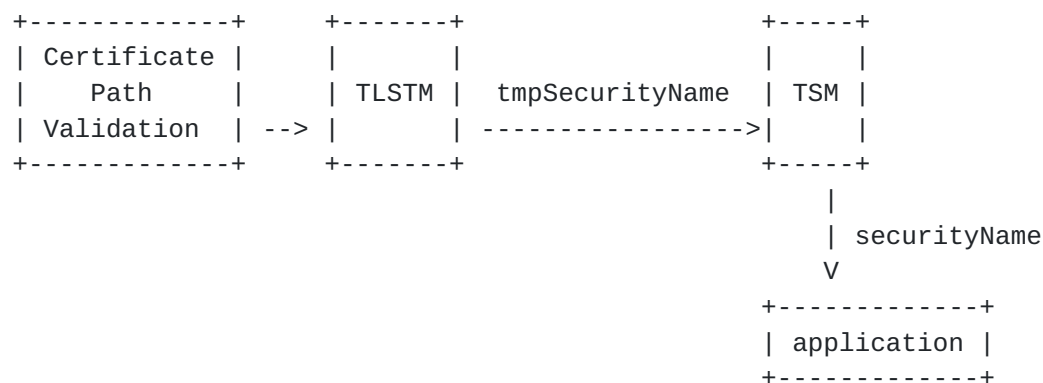 +-------------+     +-------+                   +-----+
| Certificate |     |       |                   |     |
|    Path     |     | TLSTM |  tmpSecurityName  | TSM |
| Validation  | --> |       | ----------------->|     |
+-------------+     +-------+                   +-----+
                                                    |
                                                    | securityName
                                                    V
                                                +-------------+
                                                | application |
                                                +-------------+